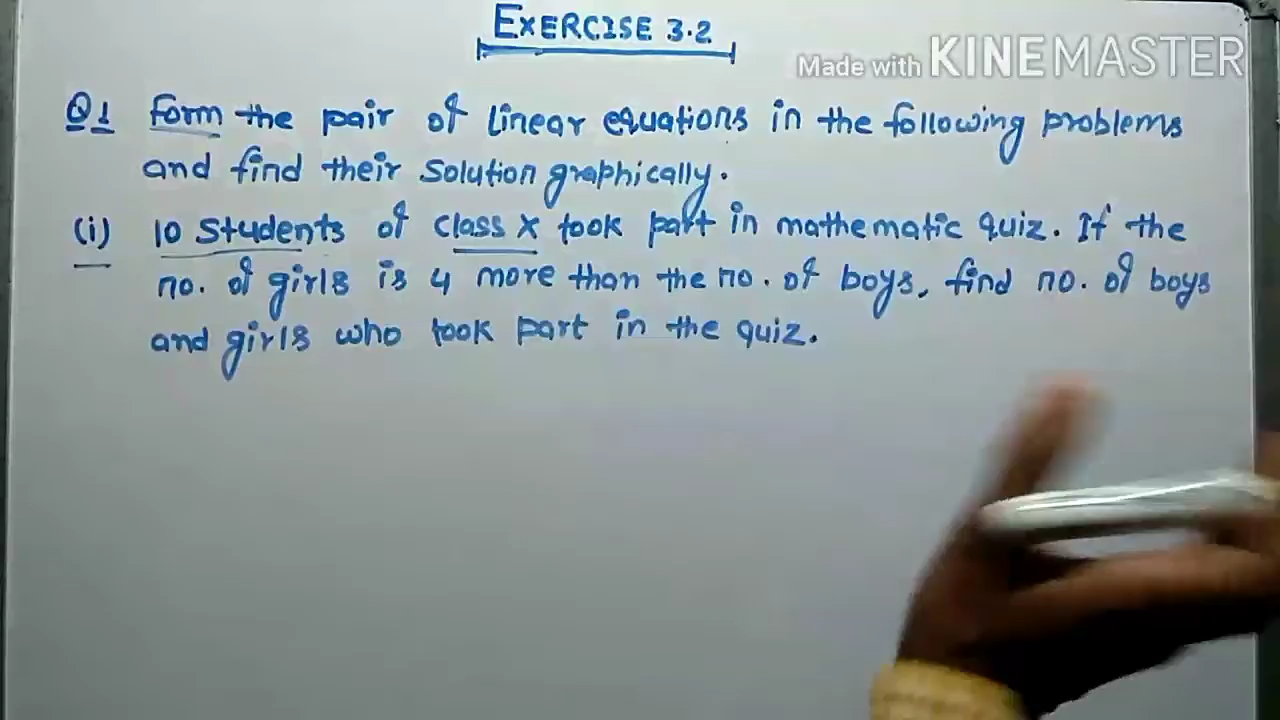 EXERCISE 3.2
Made with KINEMASTER
Q1 Form the pair of linear equations in the following problems
and find their solution graphically.
(i) 10 students of class X took part in mathematic quiz. If the
no. of girls is 4 more than the no. of boys, find no. of boys
and girls who took part in the quiz.